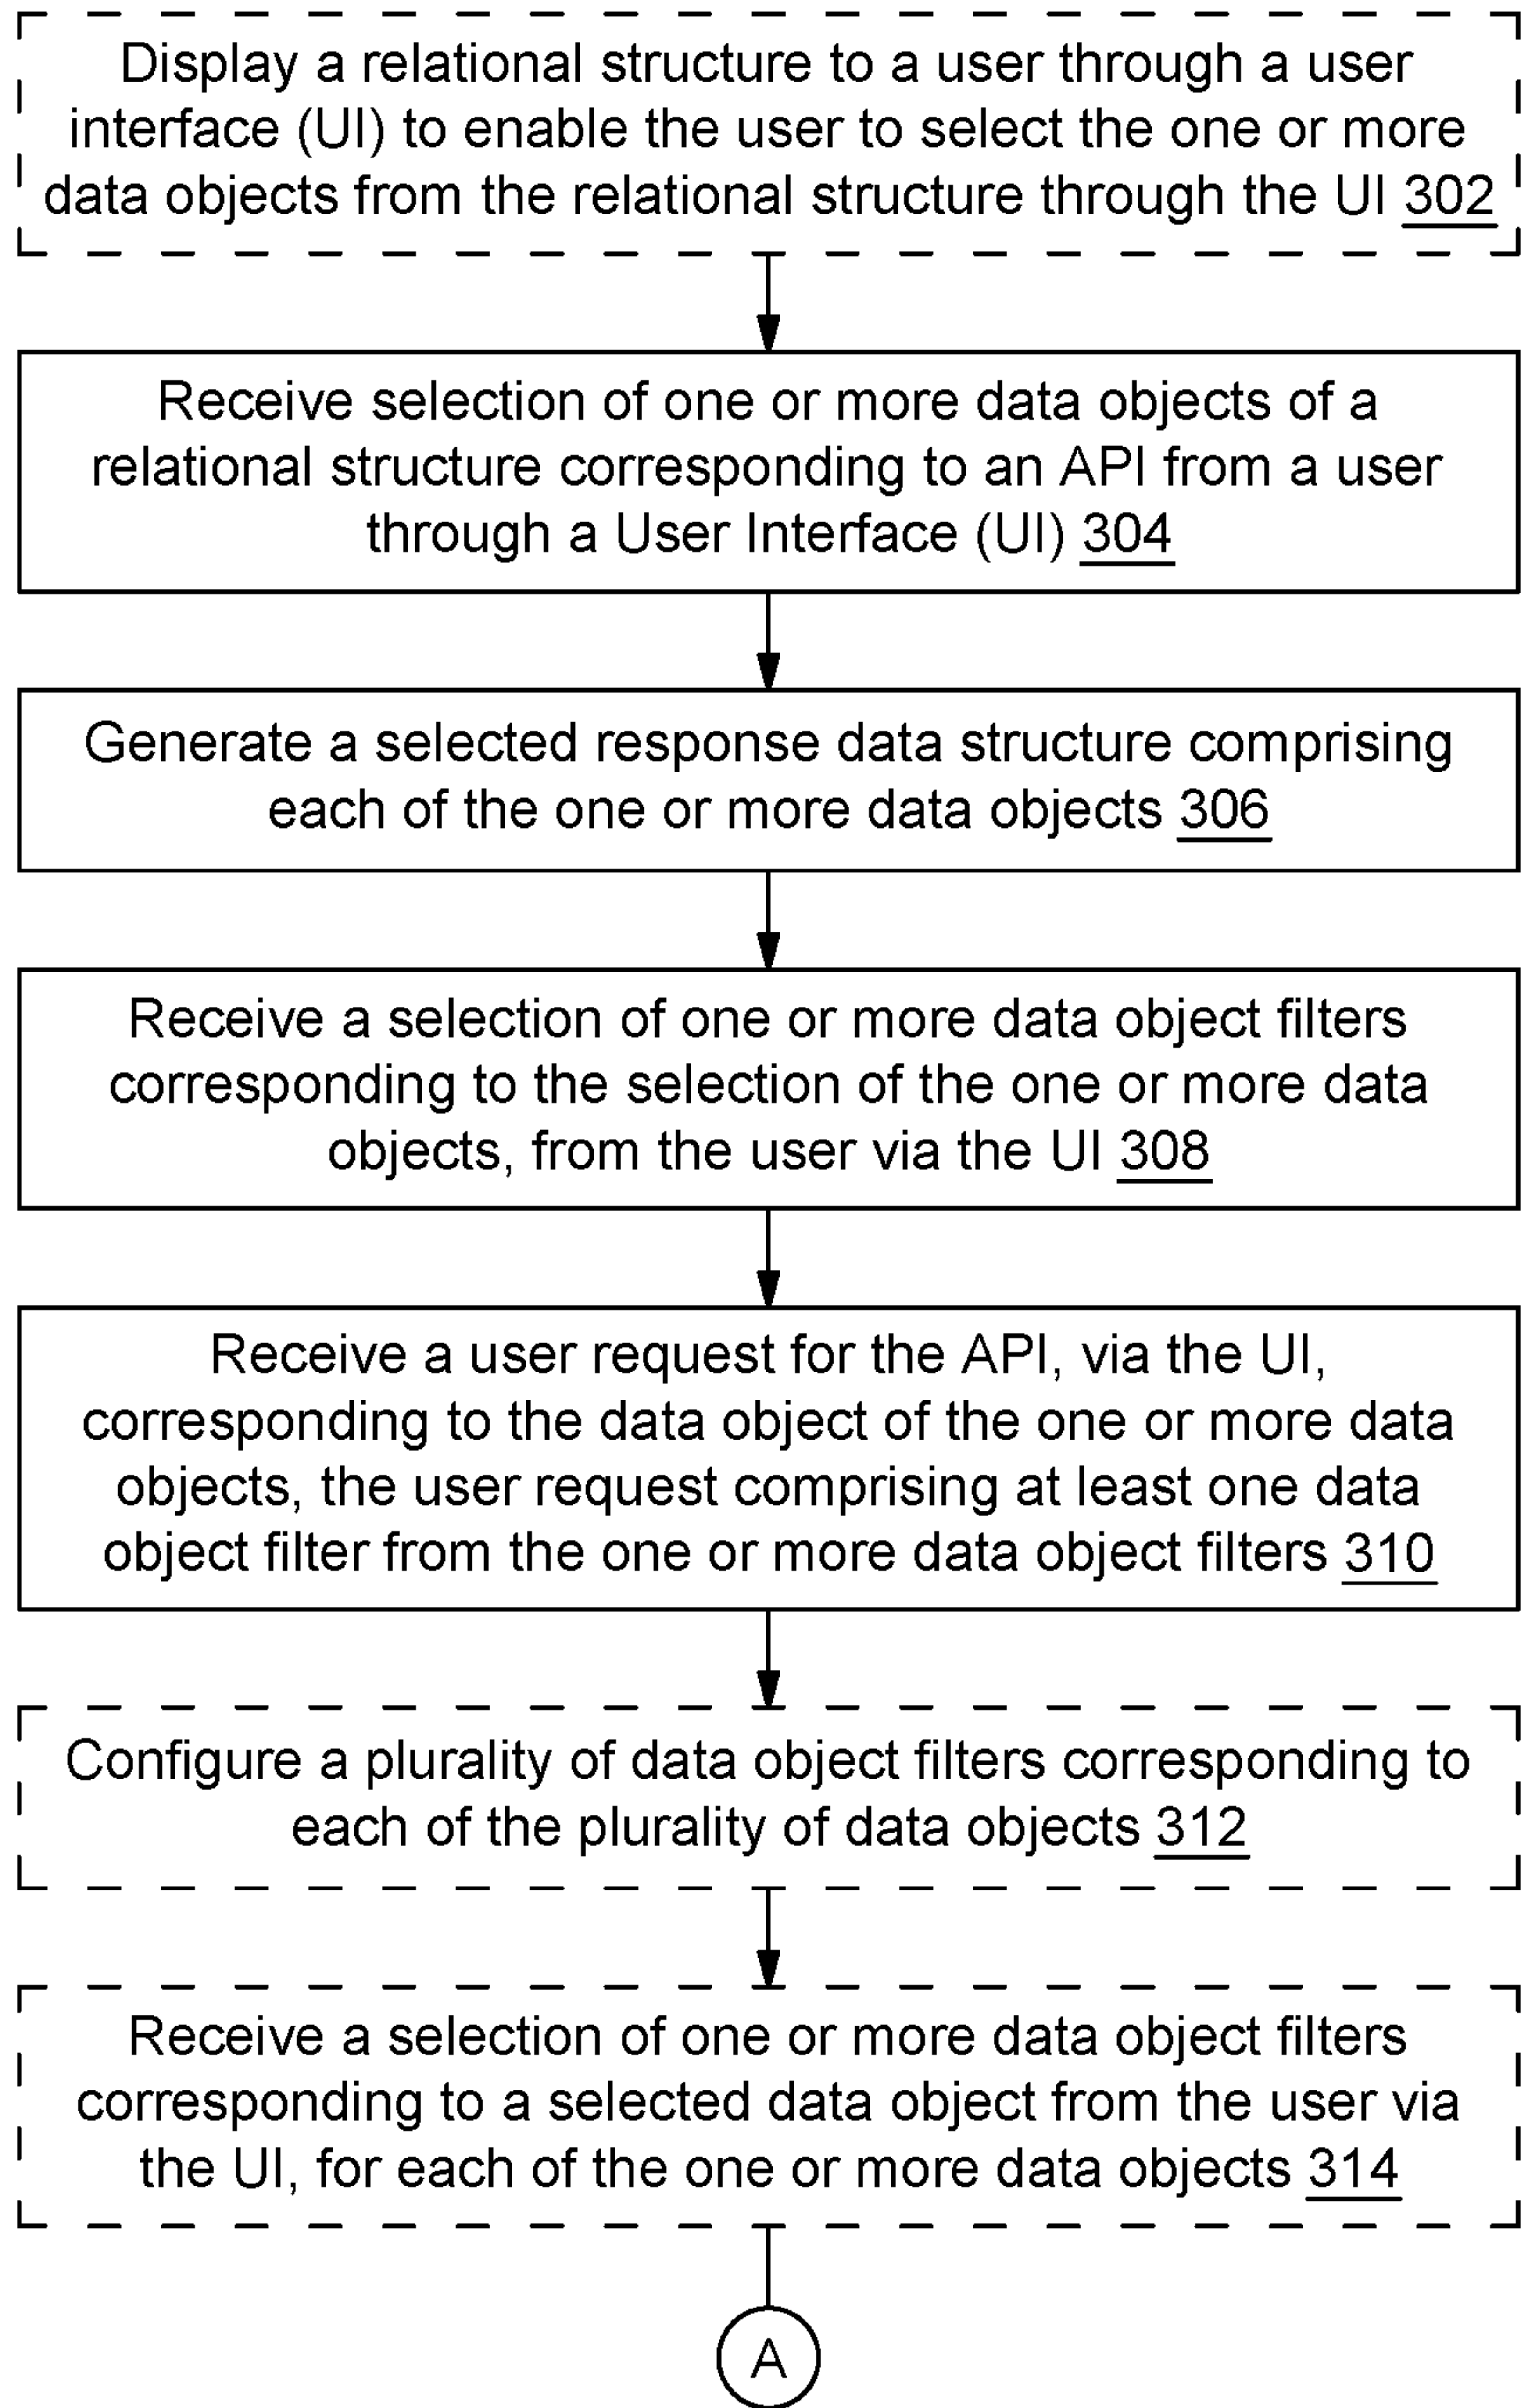 Display a relational structure to a user through a user
interface (UI) to enable the user to select the one or more
data objects from the relational structure through the UI 302
Receive selection of one or more data objects of a
relational structure corresponding to an API from a user
through a User Interface (UI) 304
Generate a selected response data structure comprising
each of the one or more data objects 306
Receive a selection of one or more data object filters
corresponding to the selection of the one or more data
objects, from the user via the UI 308
Receive a user request for the API, via the UI,
corresponding to the data object of the one or more data
objects, the user request comprising at least one data
object filter from the one or more data object filters 310
Configure a plurality of data object filters corresponding to
each of the plurality of data objects 312
Receive a selection of one or more data object filters
corresponding to a selected data object from the user via
the UI, for each of the one or more data objects 314
A